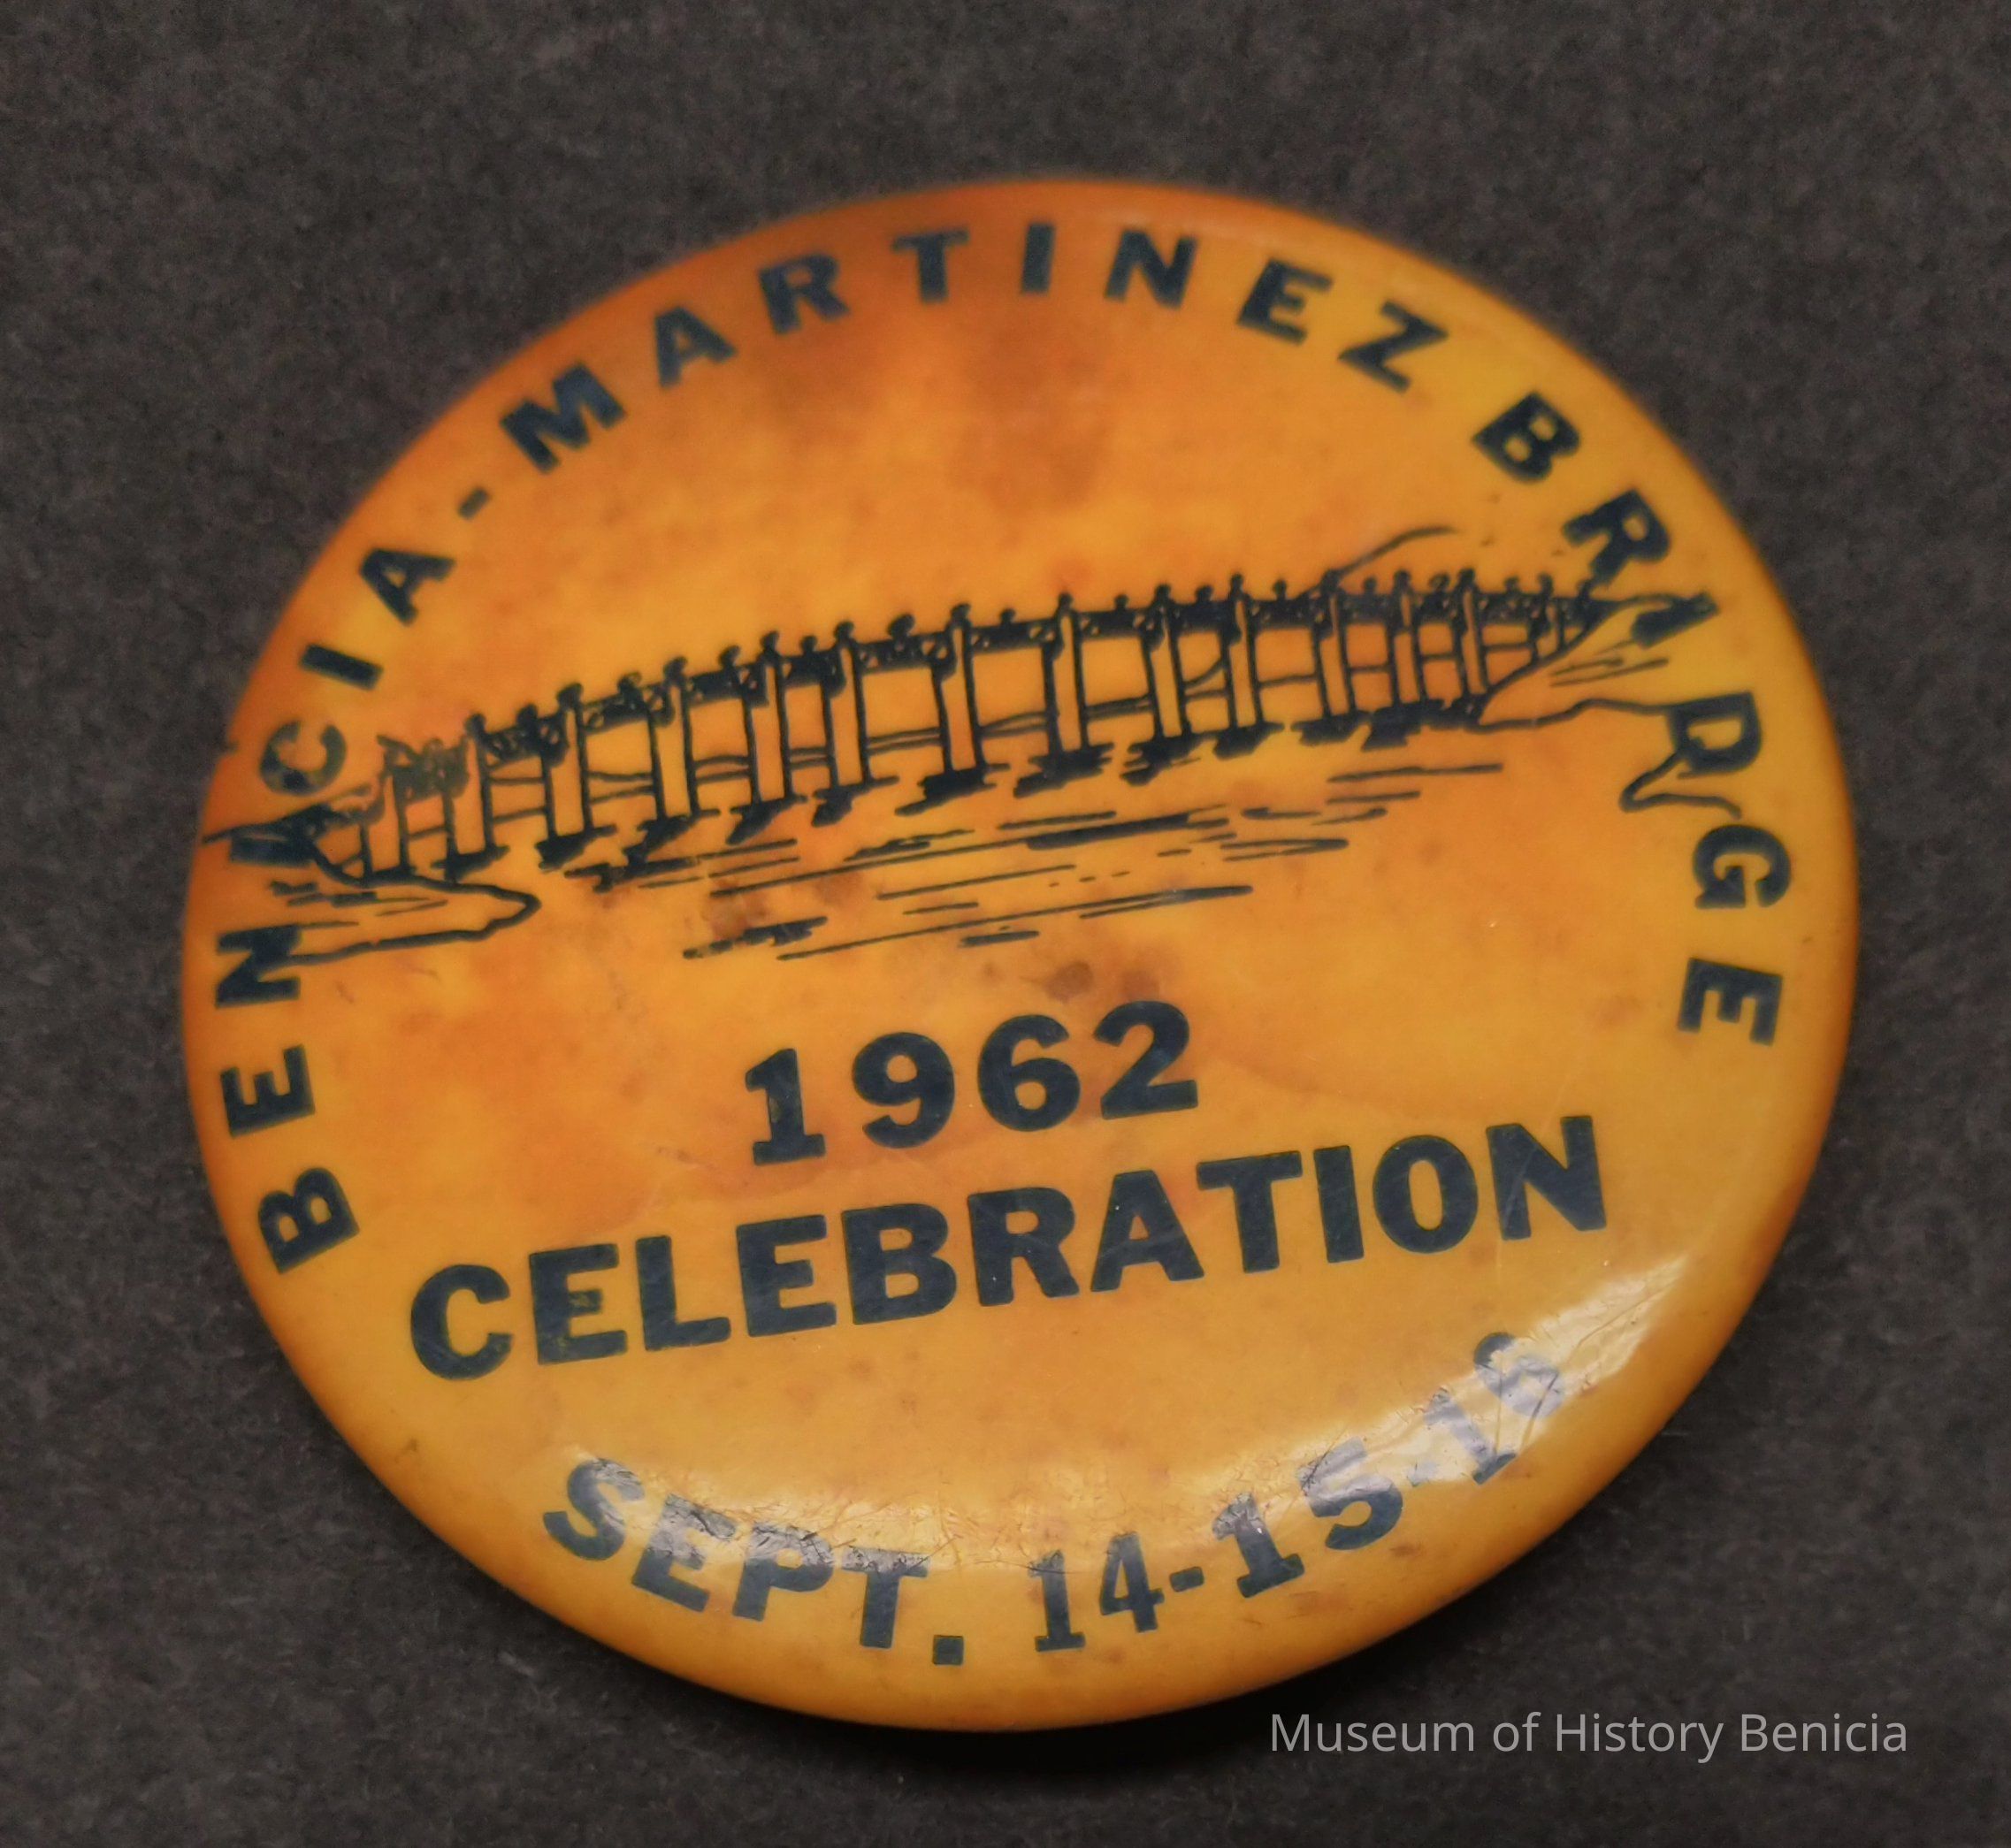 BENICIA-MARTINEZ BRIDGE
1962
CELEBRATION
SEPT. 14-15-16
Museum of History Benicia